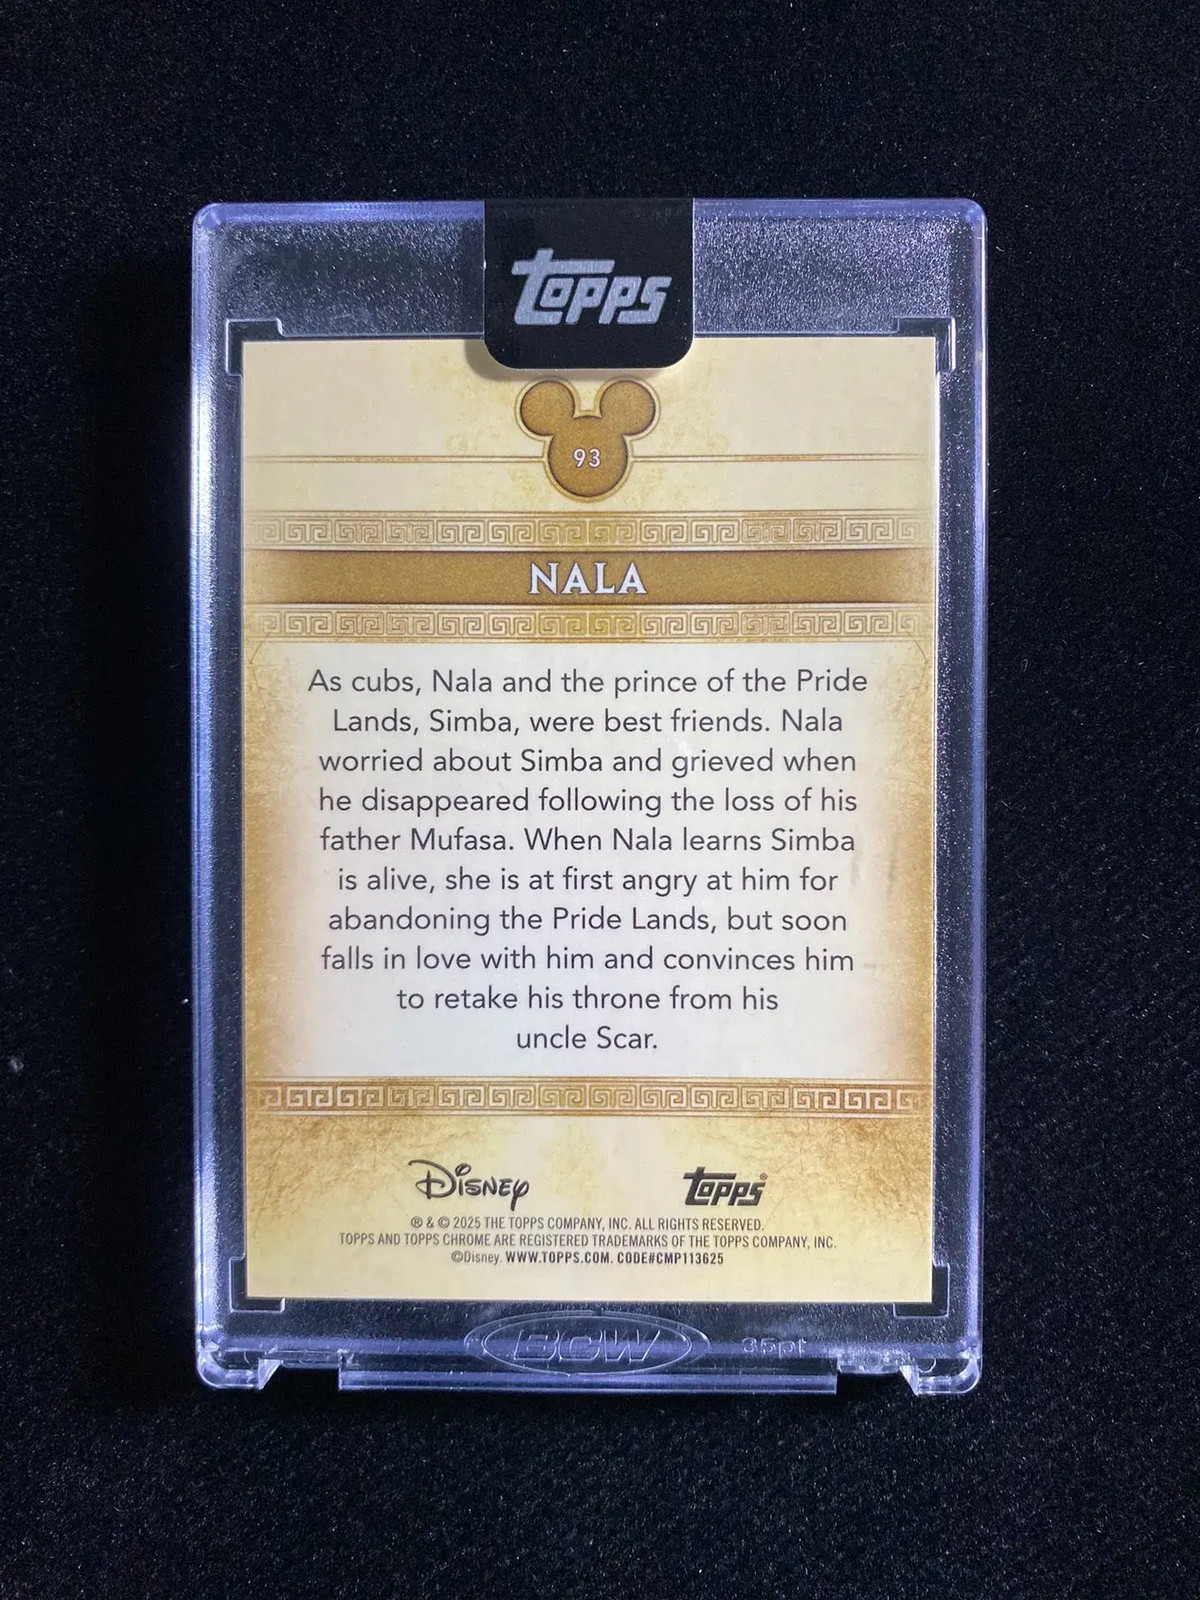 Topps
93
NALA
As cubs, Nala and the prince of the Pride
Lands, Simba, were best friends. Nala
worried about Simba and grieved when
he disappeared following the loss of his
father Mufasa. When Nala learns Simba
is alive, she is at first angry at him for
abandoning the Pride Lands, but soon
falls in love with him and convinces him
to retake his throne from his
uncle Scar.
Disney Topps®
® & © 2025 THE TOPPS COMPANY, INC. ALL RIGHTS RESERVED.
TOPPS AND TOPPS CHROME ARE REGISTERED TRADEMARKS OF THE TOPPS COMPANY, INC.
©Disney. WWW.TOPPS.COM. CODE#CMP113625
BCW 35pt